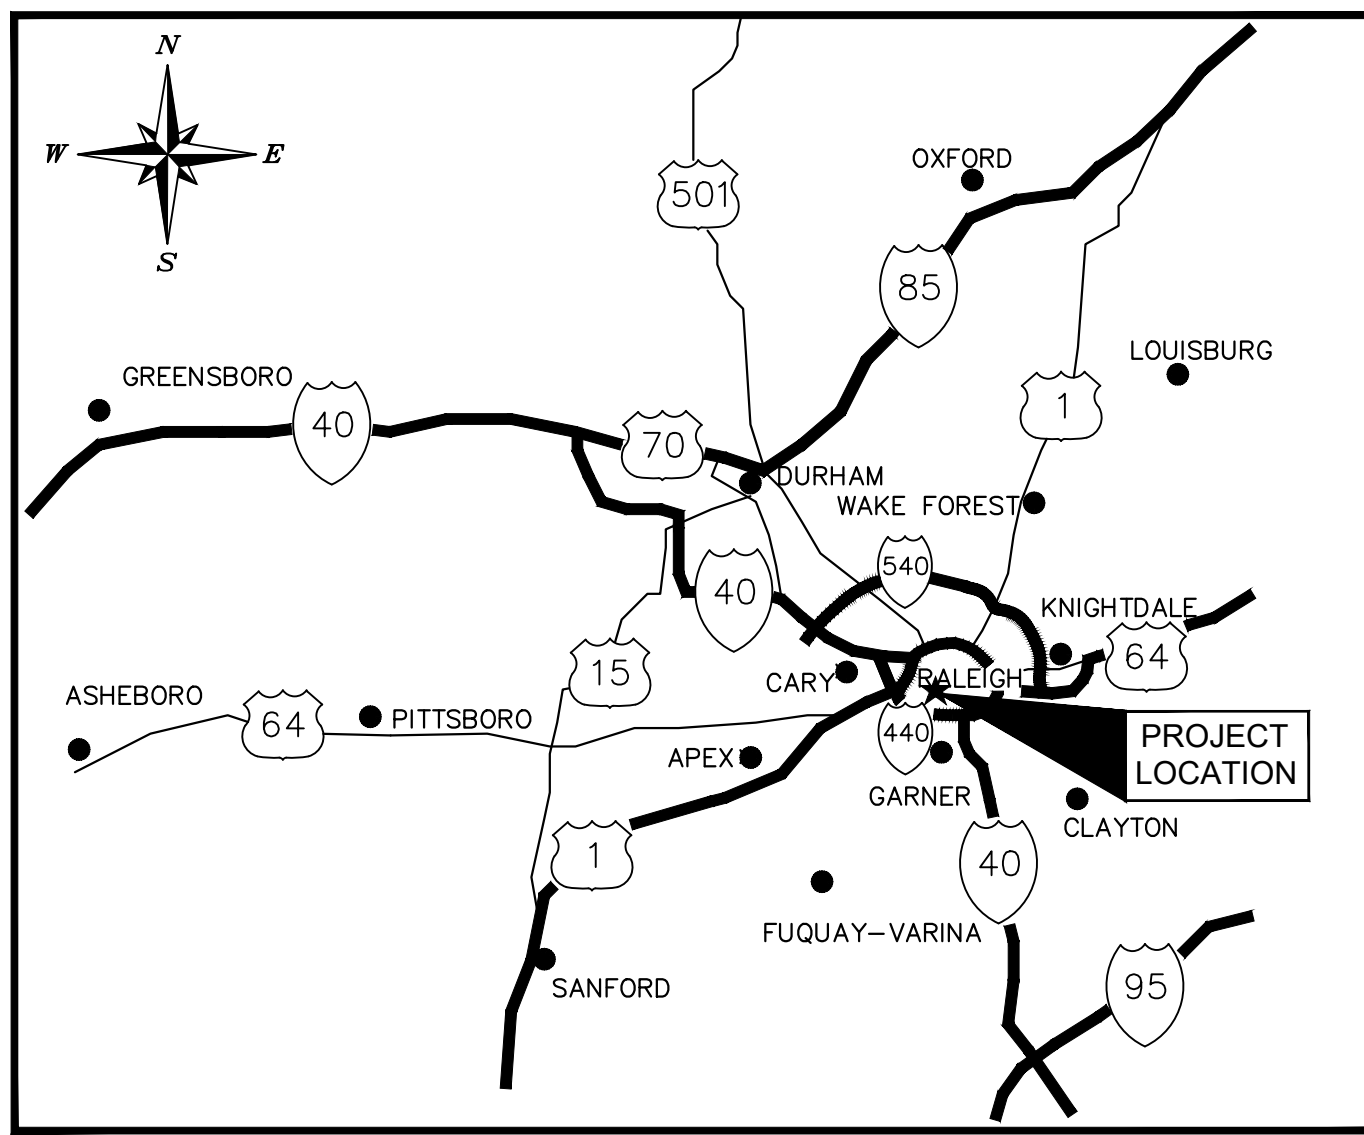 N
W
E
S
501
OXFORD
85
LOUISBURG
GREENSBORO
40
70
1
DURHAM
WAKE FOREST
540
40
KNIGHTDALE
64
15
CARY
RALEIGH
ASHEBORO
64
PITTSBORO
440
PROJECT
LOCATION
APEX
GARNER
CLAYTON
1
40
FUQUAY-VARINA
SANFORD
95